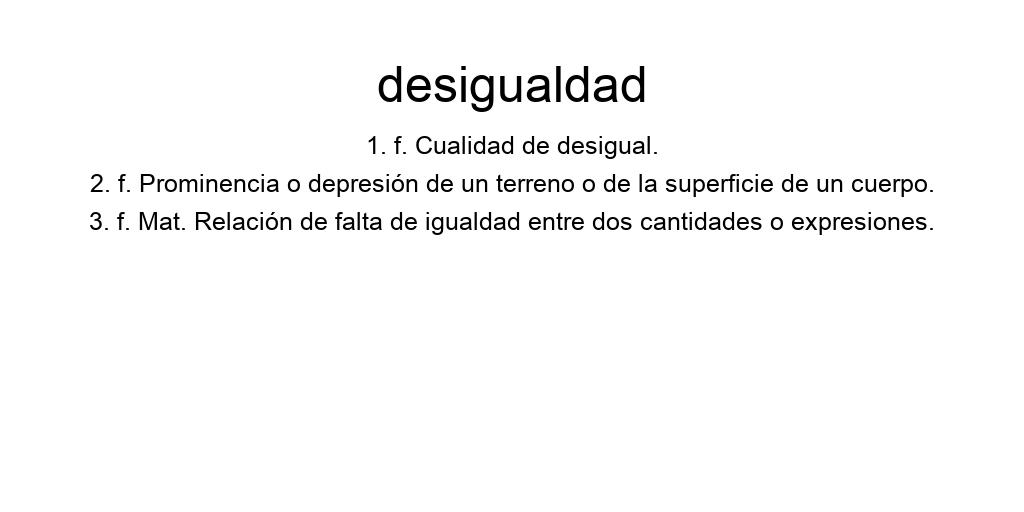 desigualdad
1. f. Cualidad de desigual.
2. f. Prominencia o depresión de un terreno o de la superficie de un cuerpo.
3. f. Mat. Relación de falta de igualdad entre dos cantidades o expresiones.